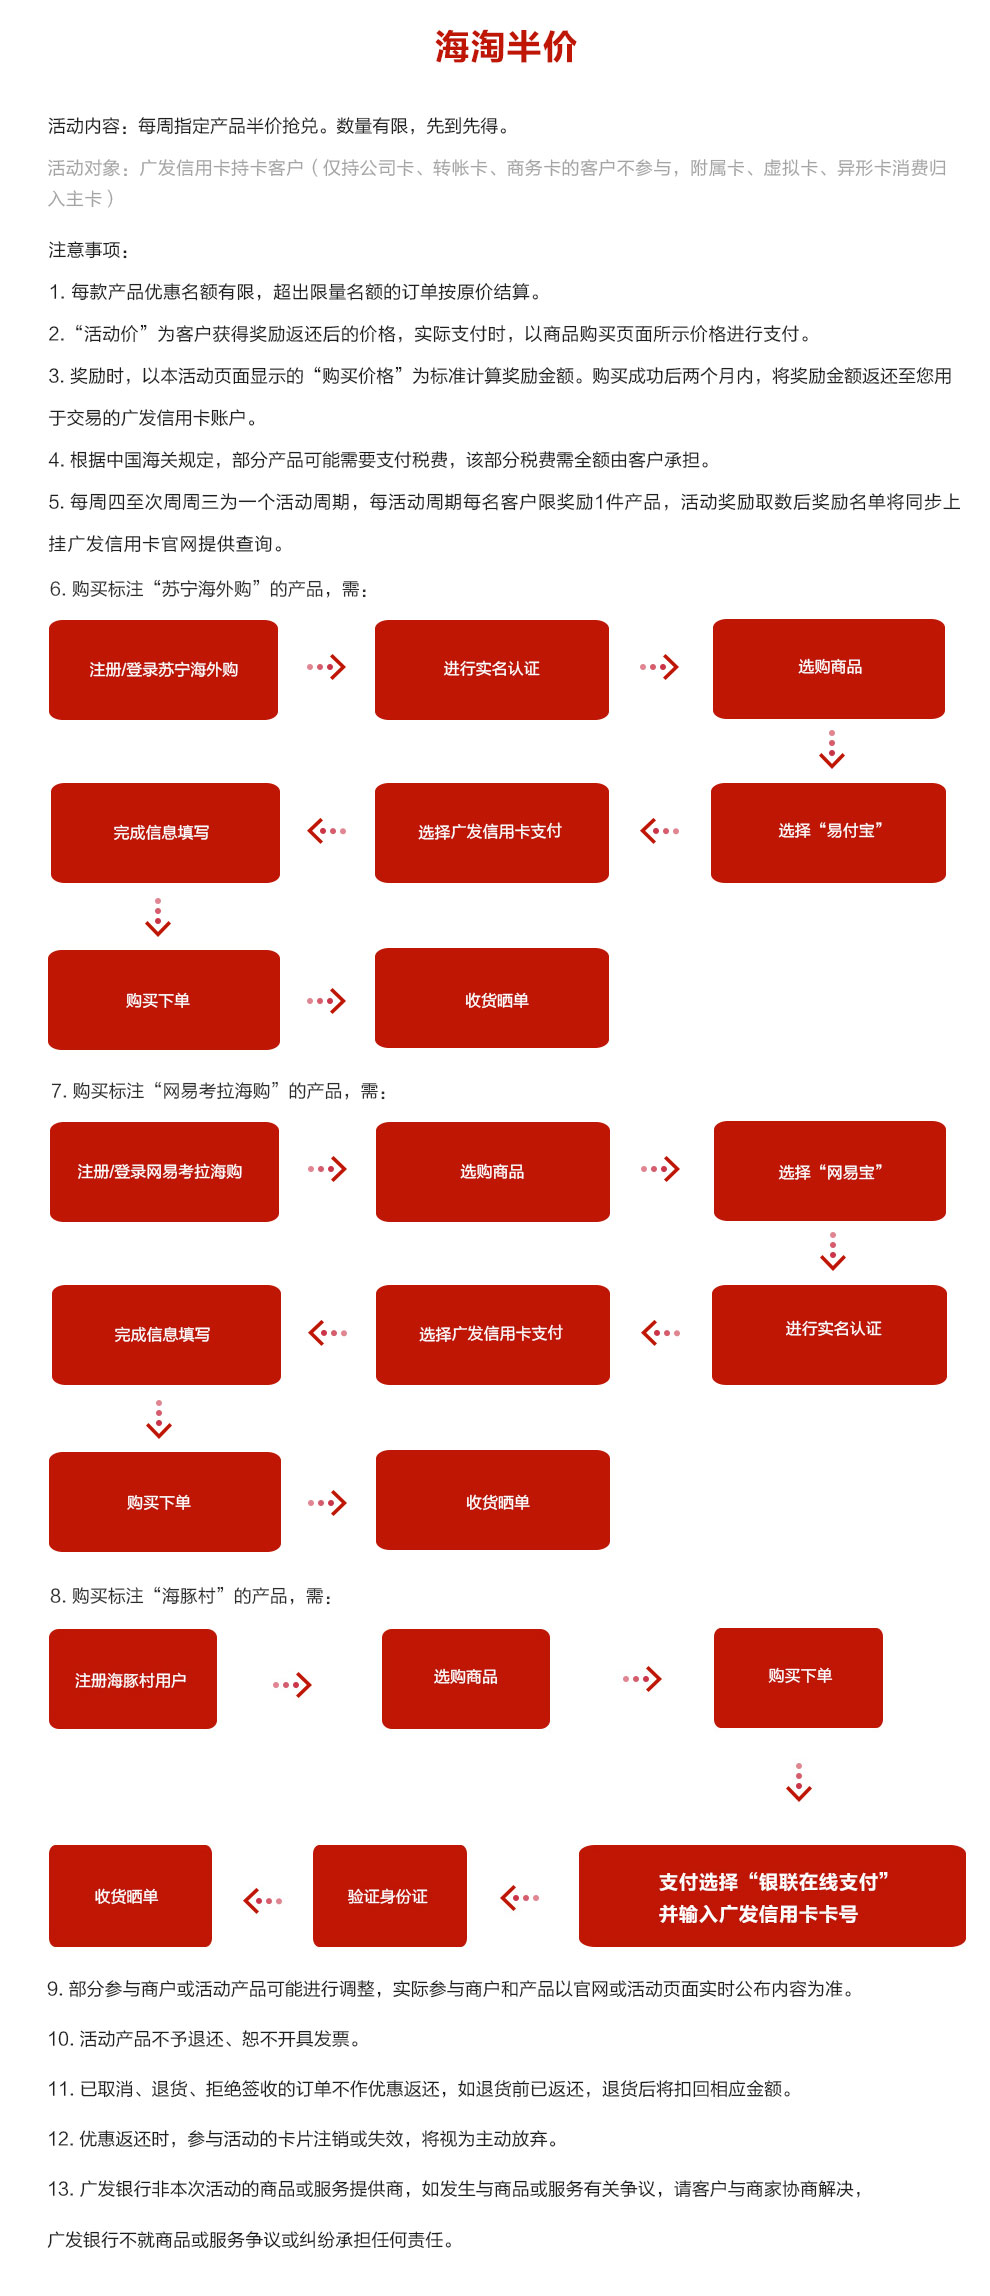 海淘半价
活动内容：每周指定产品半价抢兑。数量有限，先到先得。
活动对象：广发信用卡持卡客户（仅持公司卡、转帐卡、商务卡的客户不参与，附属卡、虚拟卡、异形卡消费归
入主卡）
注意事项：
1. 每款产品优惠名额有限，超出限量名额的订单按原价结算。
2.“活动价”为客户获得奖励返还后的价格，实际支付时，以商品购买页面所示价格进行支付。
3. 奖励时，以本活动页面显示的“购买价格”为标准计算奖励金额。购买成功后两个月内，将奖励金额返还至您用
于交易的广发信用卡账户。
4. 根据中国海关规定，部分产品可能需要支付税费，该部分税费需全额由客户承担。
5. 每周四至次周周三为一个活动周期，每活动周期每名客户限奖励1件产品，活动奖励取数后奖励名单将同步上
挂广发信用卡官网提供查询。
6. 购买标注“苏宁海外购”的产品，需：
注册/登录苏宁海外购
进行实名认证
选购商品
选择“易付宝”
选择广发信用卡支付
完成信息填写
购买下单
收货晒单
7. 购买标注“网易考拉海购”的产品，需：
注册/登录网易考拉海购
选购商品
选择“网易宝”
进行实名认证
选择广发信用卡支付
完成信息填写
购买下单
收货晒单
8. 购买标注“海豚村”的产品，需：
注册海豚村用户
选购商品
购买下单
支付选择“银联在线支付”
并输入广发信用卡卡号
验证身份证
收货晒单
9. 部分参与商户或活动产品可能进行调整，实际参与商户和产品以官网或活动页面实时公布内容为准。
10. 活动产品不予退还、恕不开具发票。
11. 已取消、退货、拒绝签收的订单不作优惠返还，如退货前已返还，退货后将扣回相应金额。
12. 优惠返还时，参与活动的卡片注销或失效，将视为主动放弃。
13. 广发银行非本次活动的商品或服务提供商，如发生与商品或服务有关争议，请客户与商家协商解决，
广发银行不就商品或服务争议或纠纷承担任何责任。